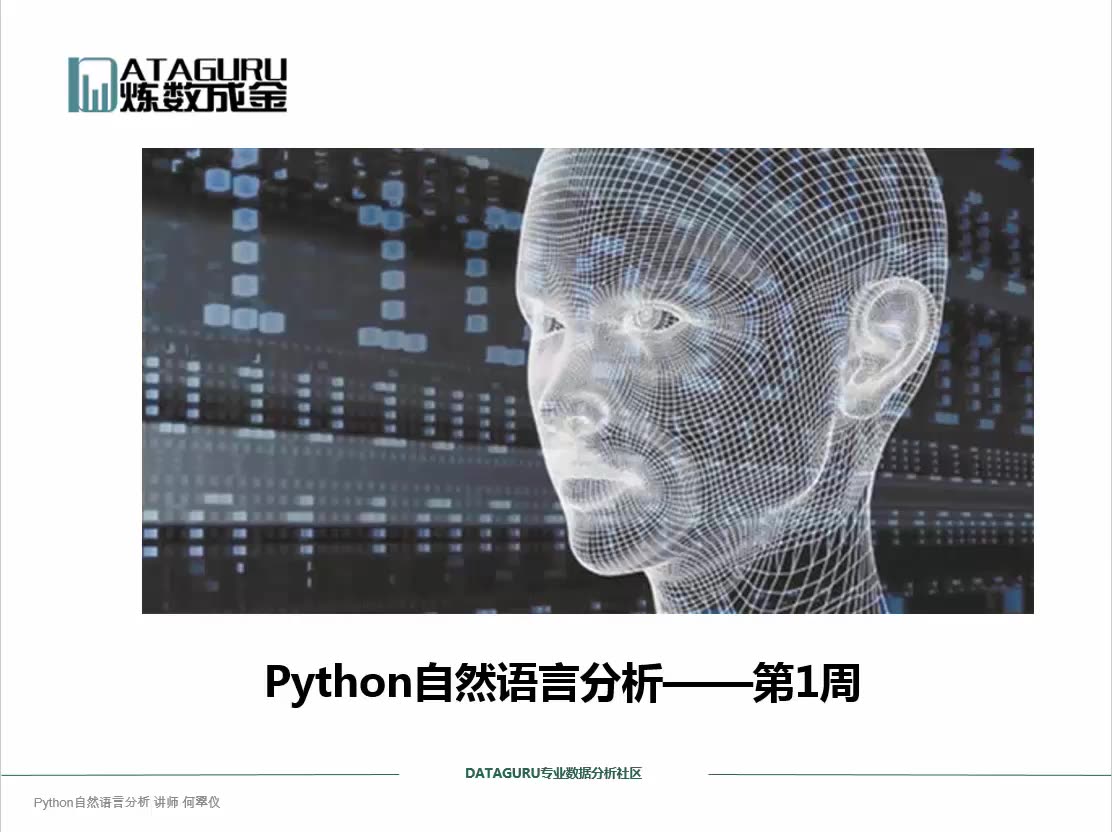 DATAGURU
炼数成金
Python自然语言分析——第1周
DATAGURU专业数据分析社区
Python自然语言分析 讲师 何翠仪